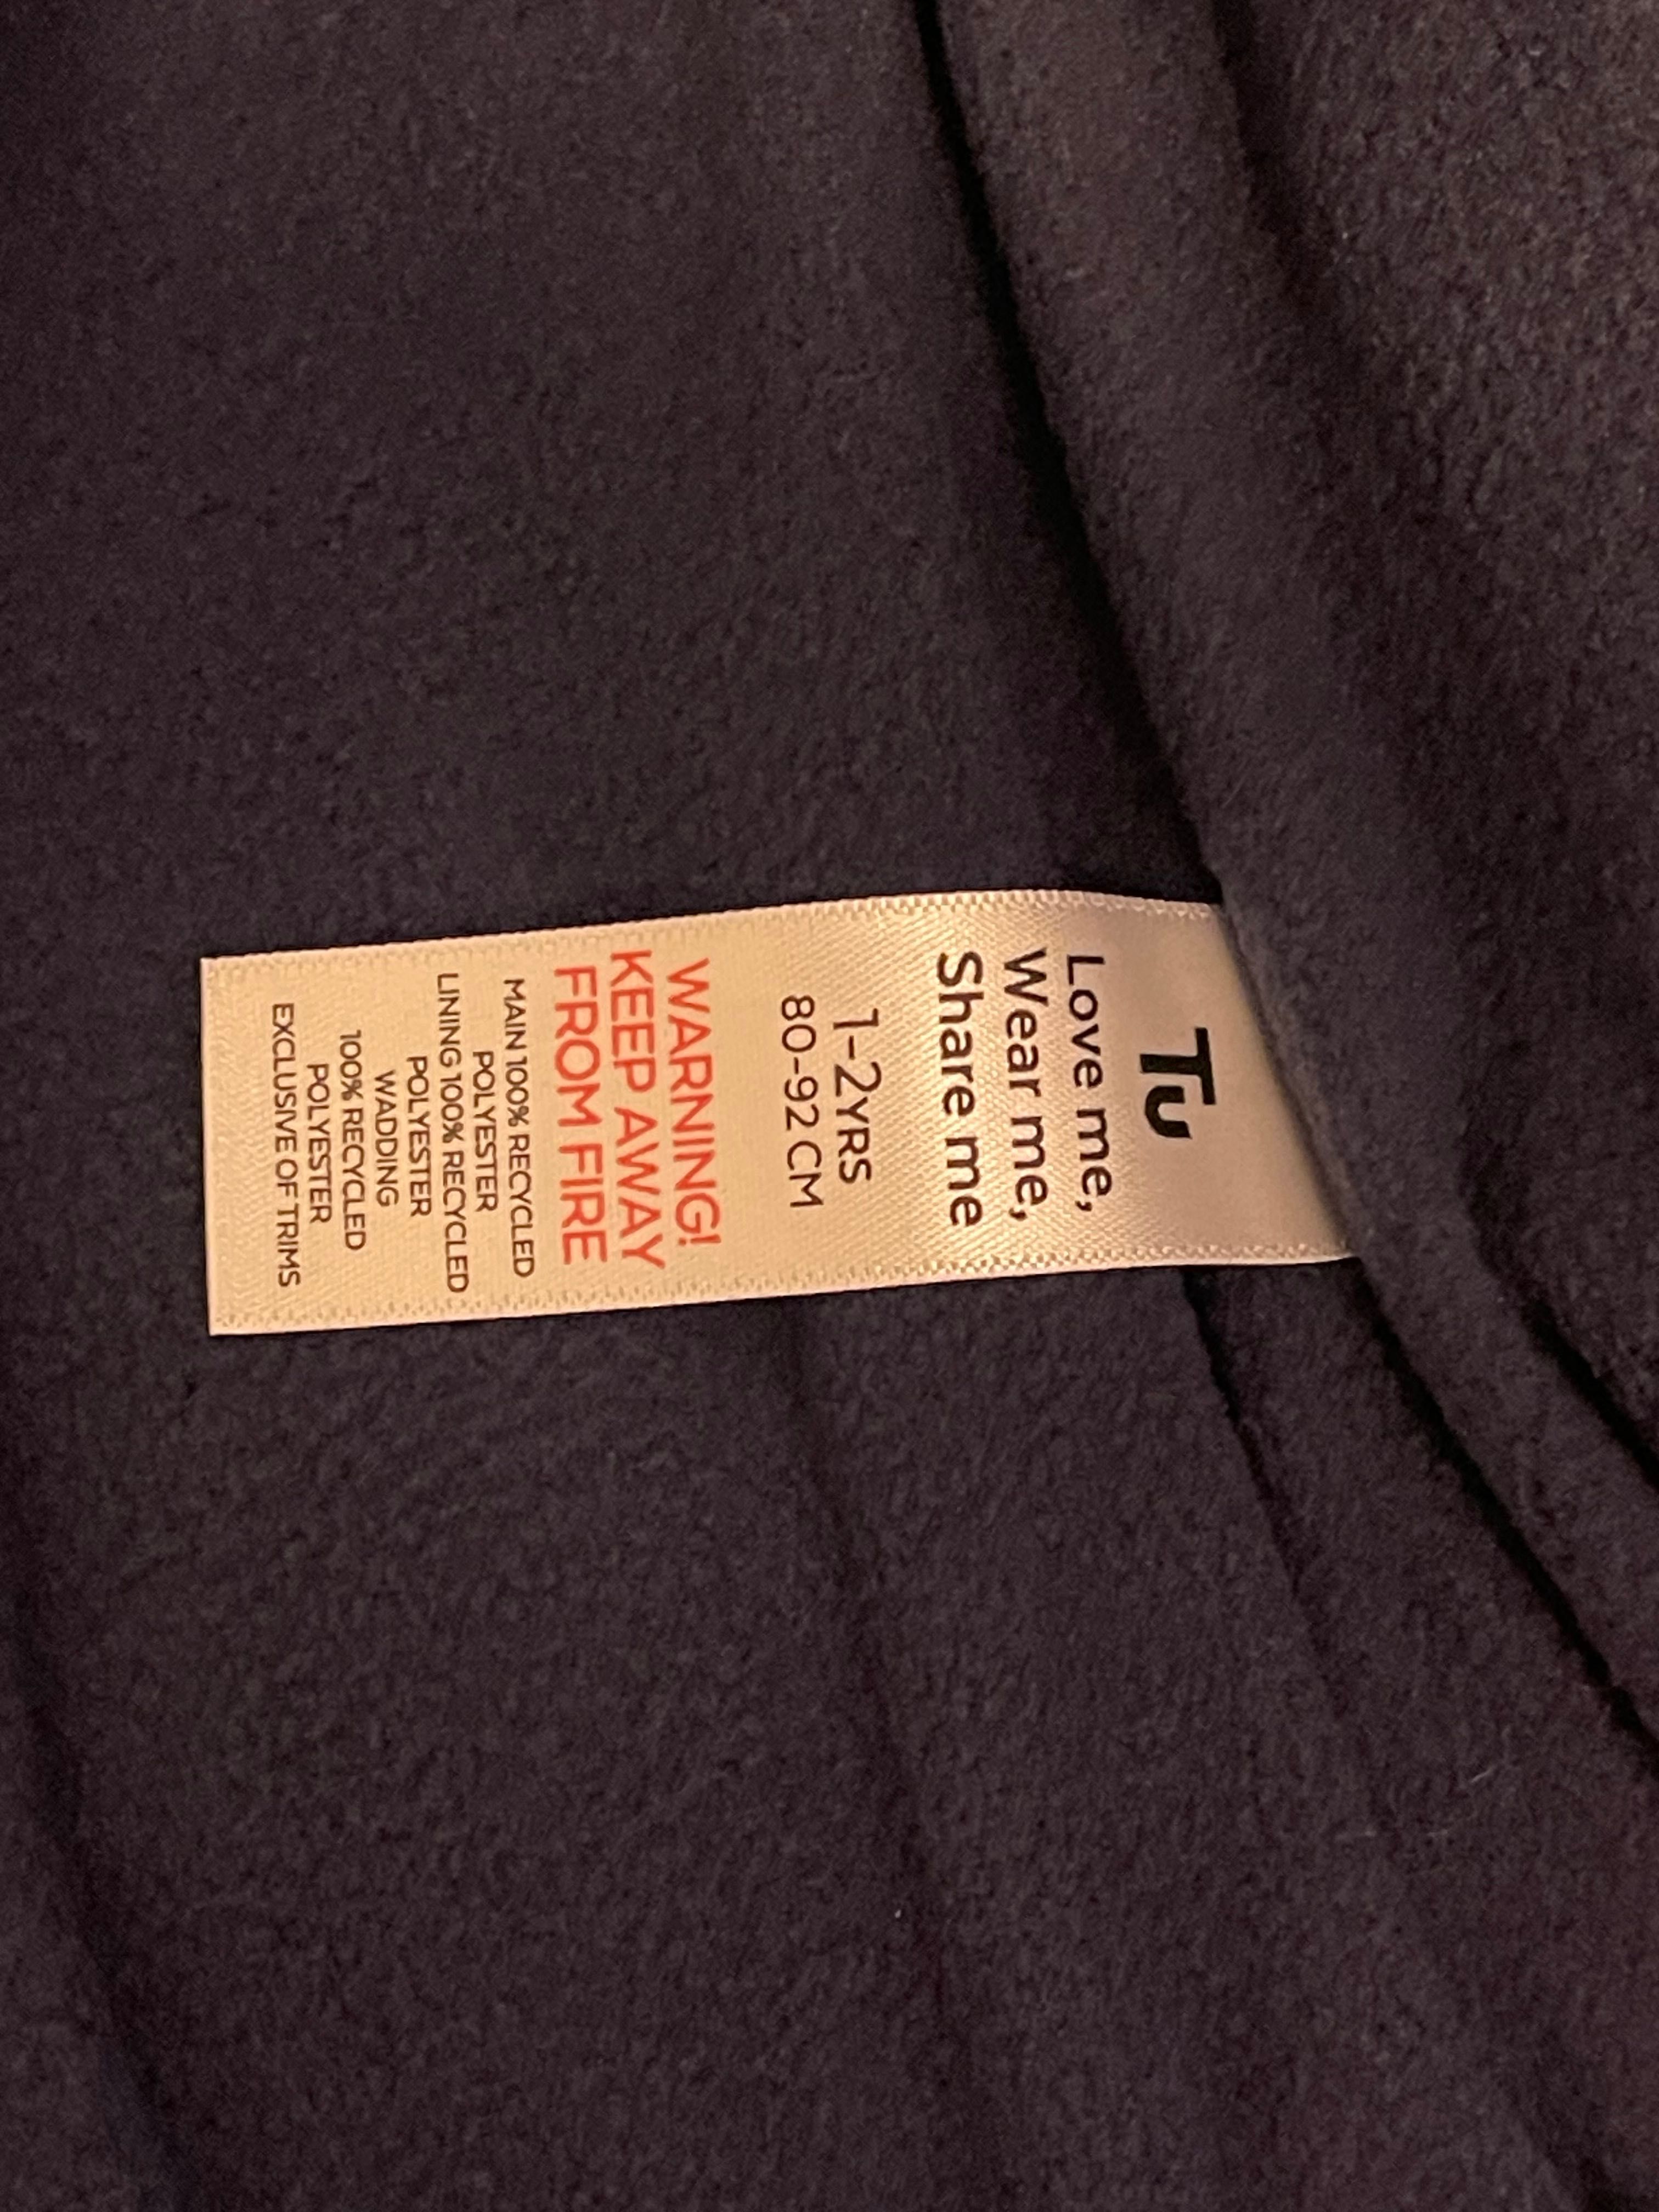 Tu
Love me,
Wear me,
Share me
1-2YRS
80-92 CM
WARNING!
KEEP AWAY
FROM FIRE
MAIN 100% RECYCLED
POLYESTER
LINING 100% RECYCLED
POLYESTER
WADDING
100% RECYCLED
POLYESTER
EXCLUSIVE OF TRIMS